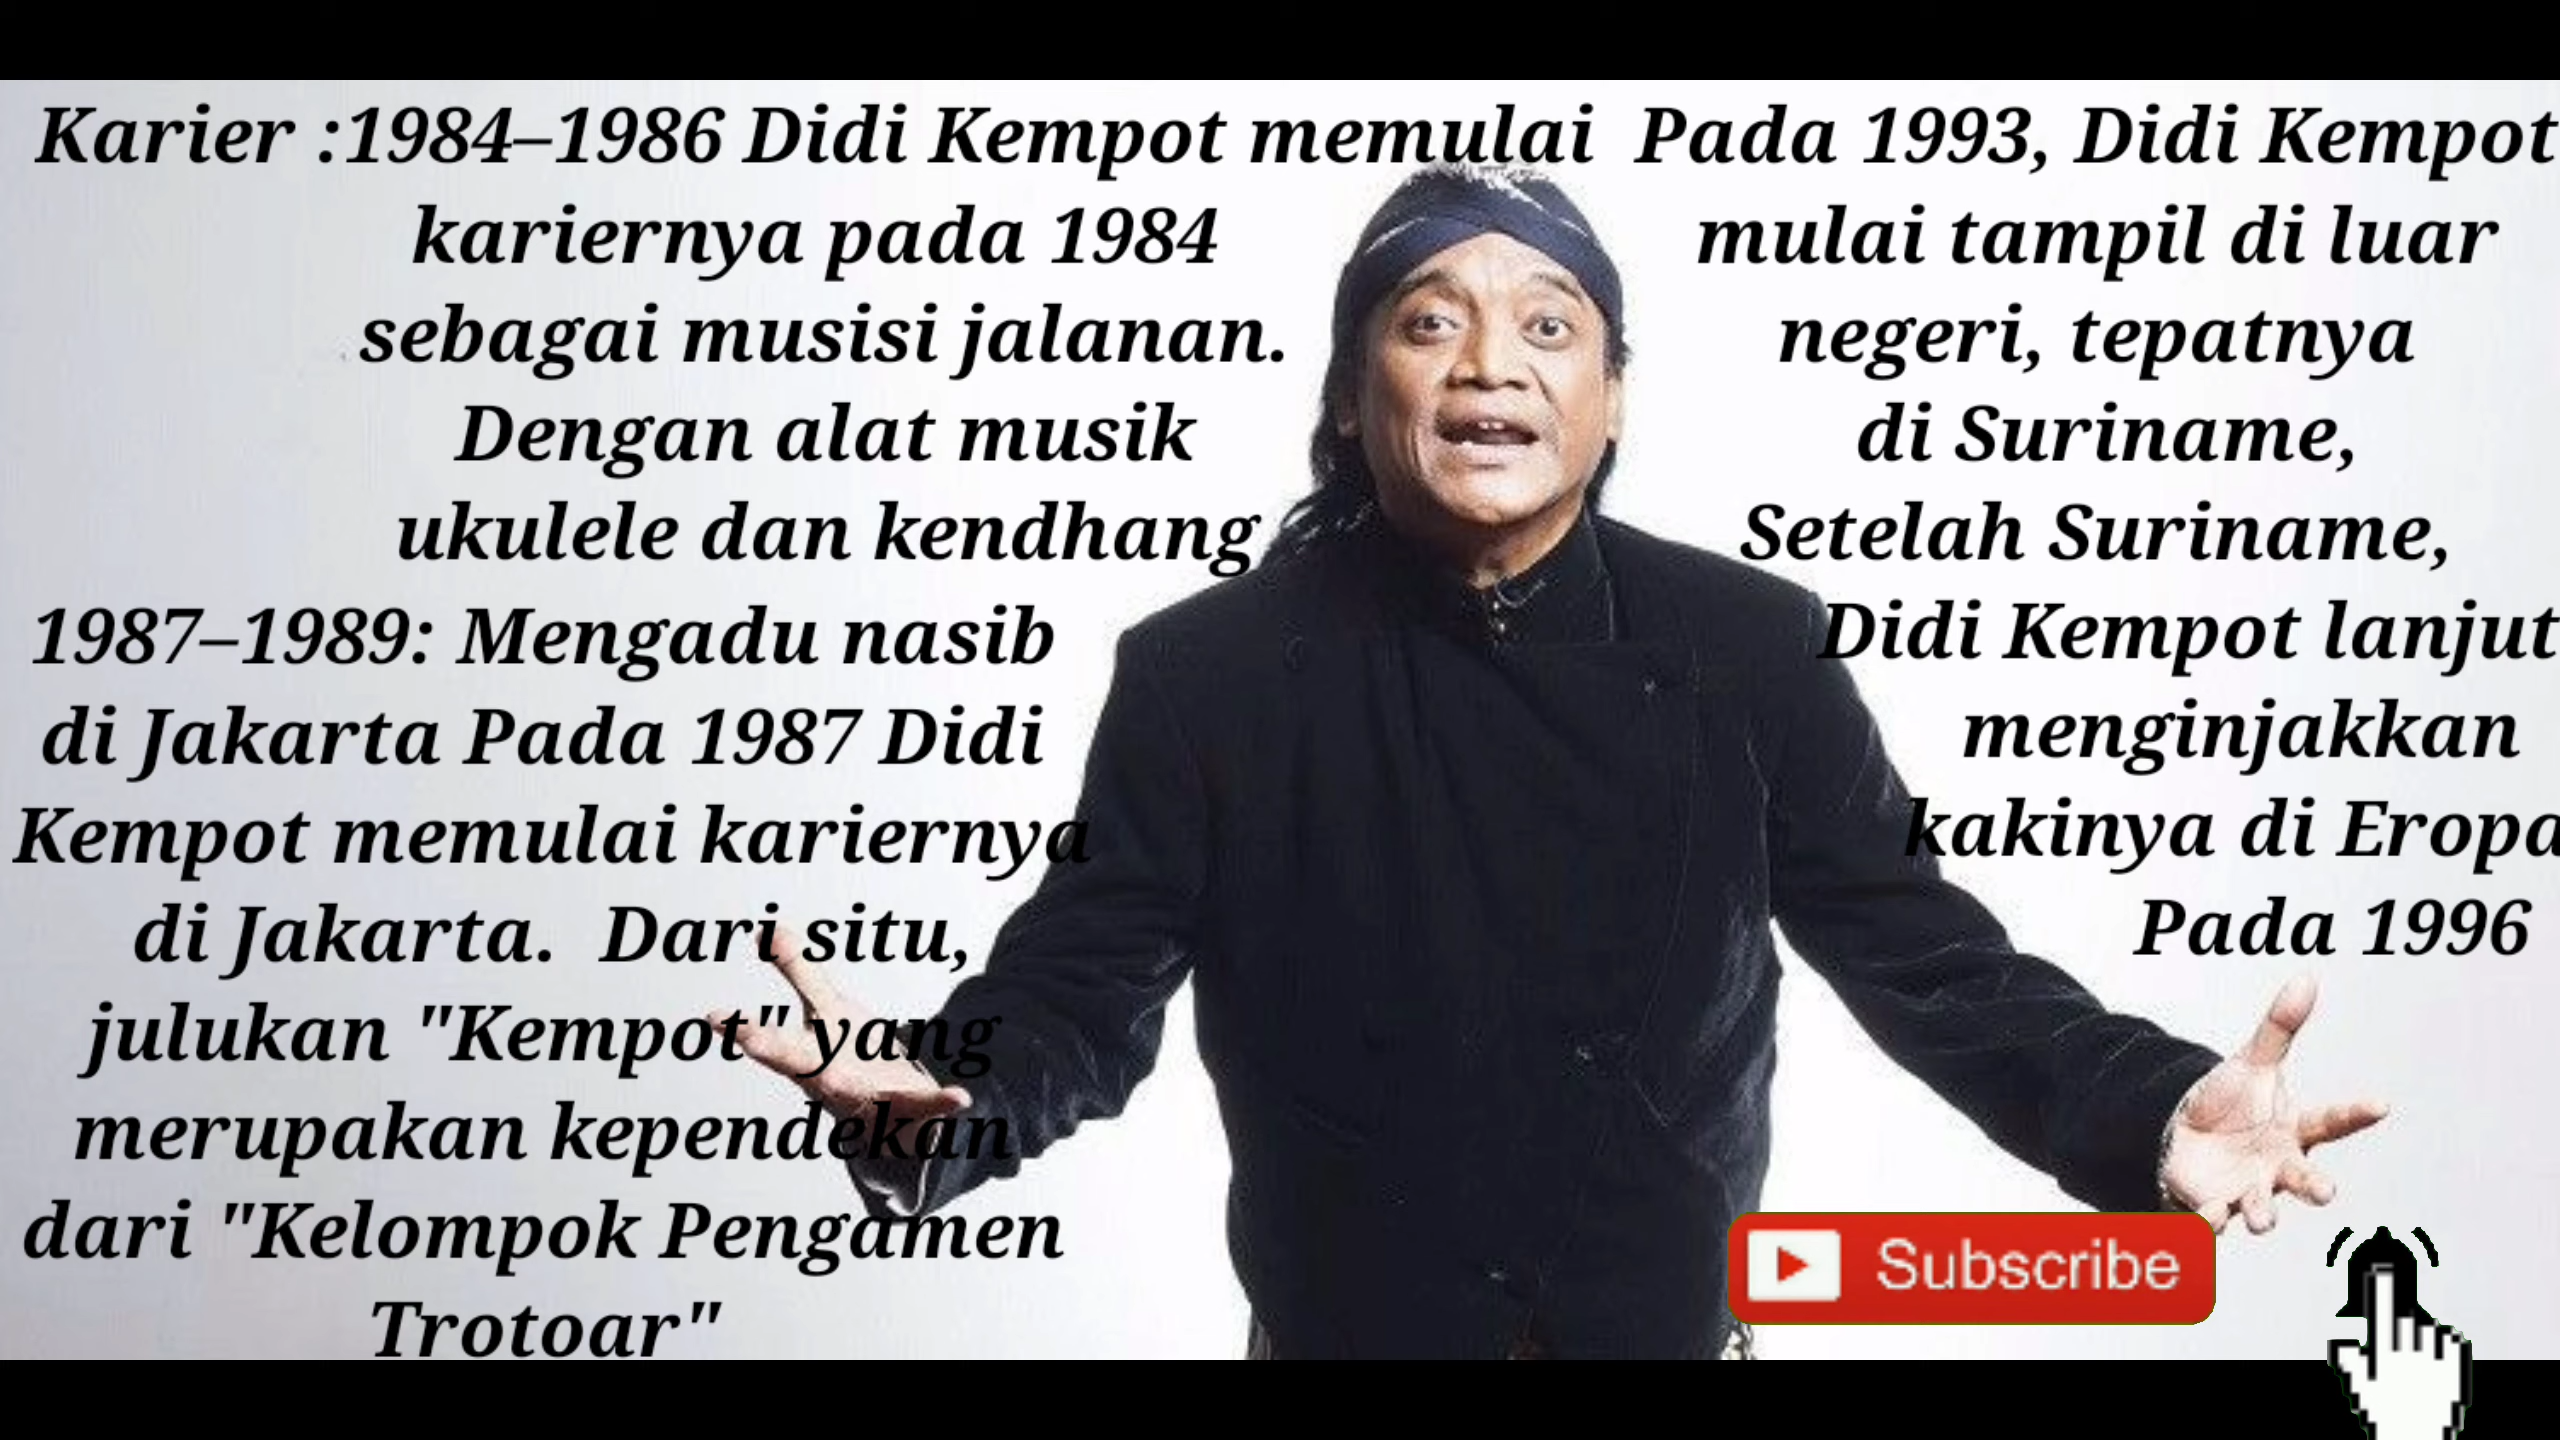 Karier :1984–1986 Didi Kempot memulai
kariernya pada 1984
sebagai musisi jalanan.
Dengan alat musik
ukulele dan kendhang
1987–1989: Mengadu nasib
di Jakarta Pada 1987 Didi
Kempot memulai kariernya
di Jakarta.  Dari situ,
julukan "Kempot" yang
merupakan kependekan
dari "Kelompok Pengamen
Trotoar"
Pada 1993, Didi Kempot
mulai tampil di luar
negeri, tepatnya
di Suriname,
Setelah Suriname,
Didi Kempot lanjut
menginjakkan
kakinya di Eropa
Pada 1996
Subscribe